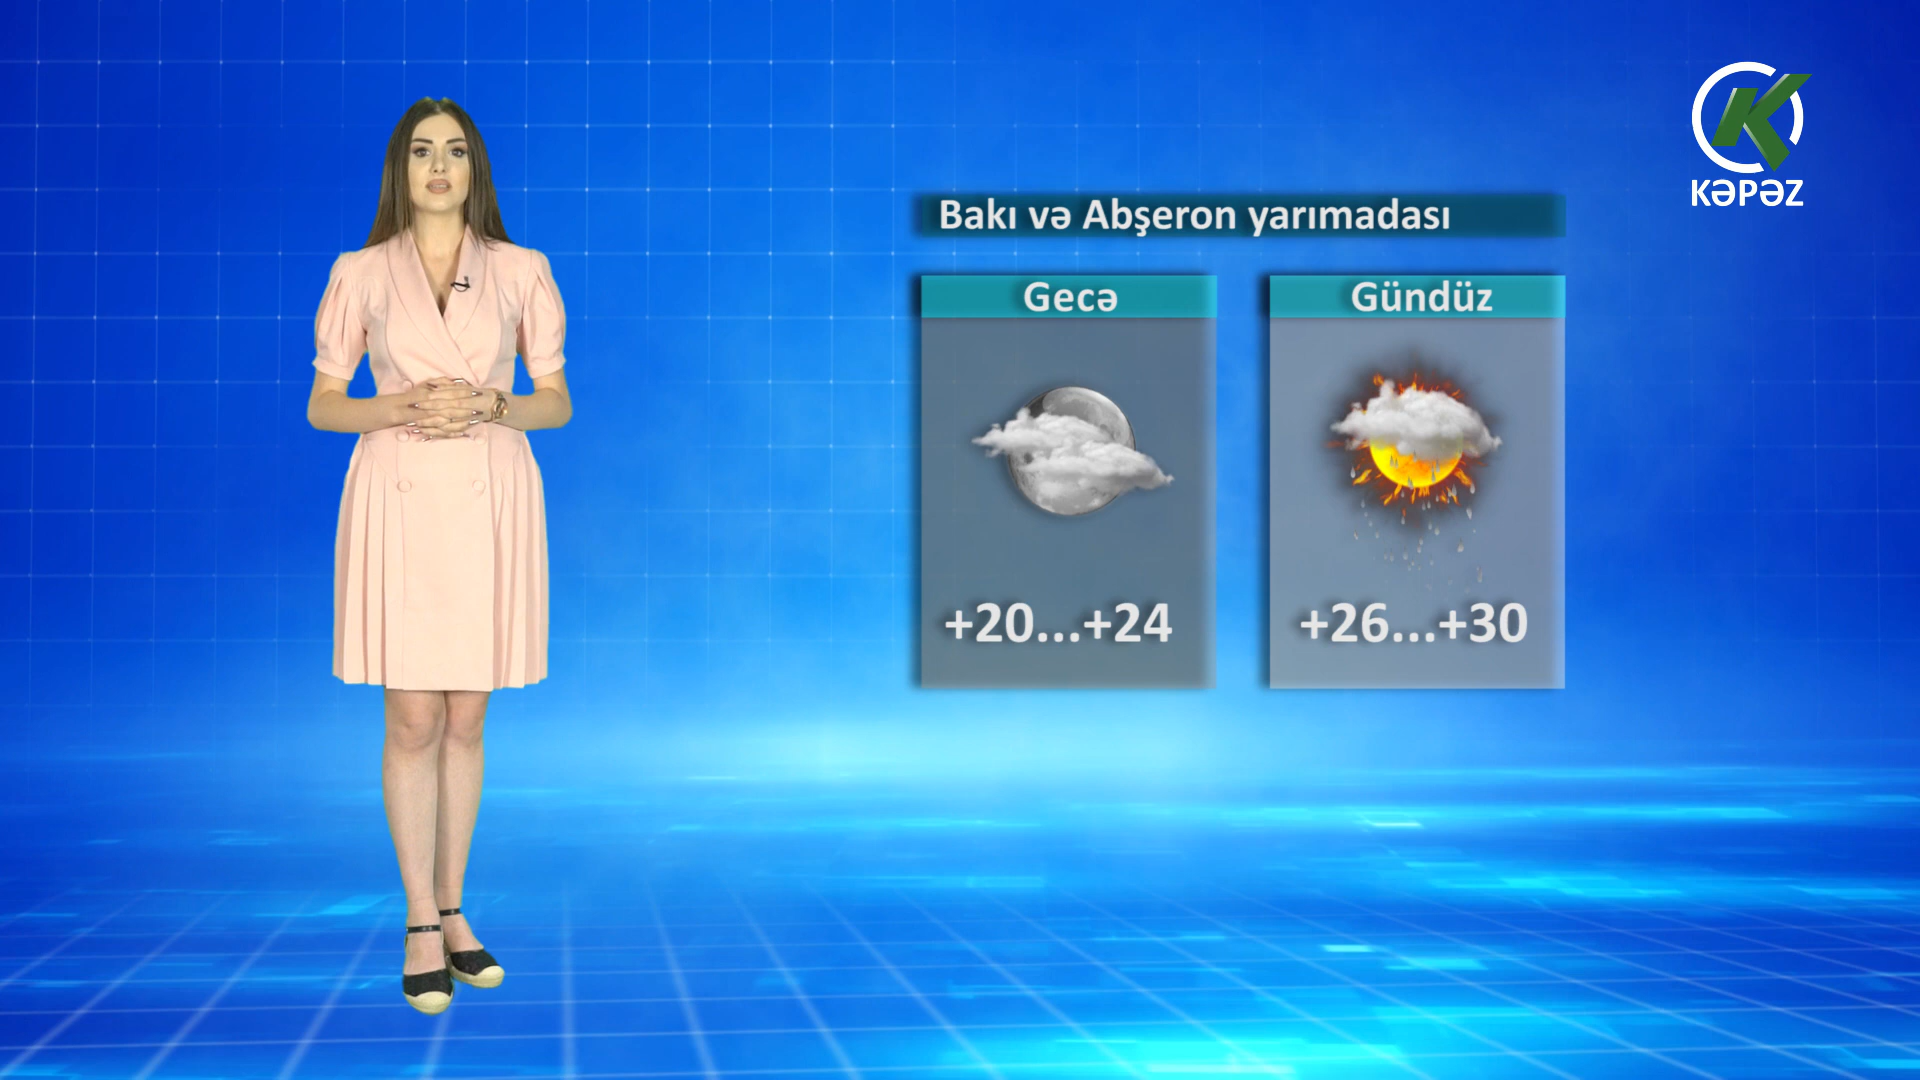 KƏPƏZ
Bakı və Abşeron yarımadası
Gecə
Gündüz
+20...+24
+26...+30